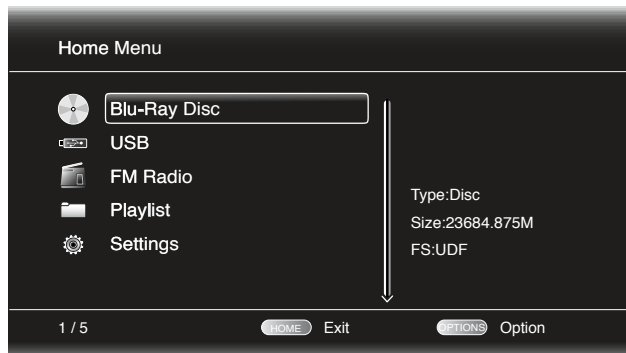 Home Menu
Blu-Ray Disc
USB
FM Radio
Playlist
Settings
Type:Disc
Size:23684.875M
FS:UDF
1 / 5
HOME Exit
OPTIONS Option